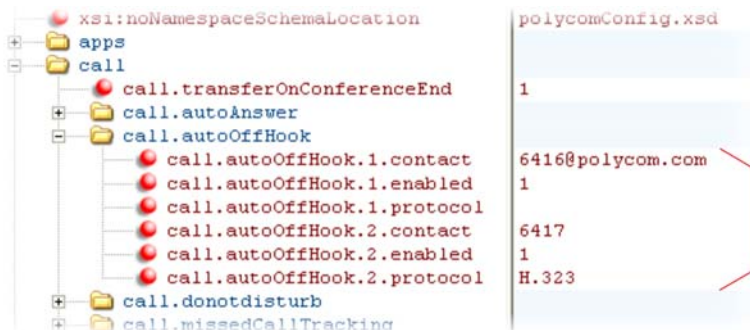 xsi:noNamespaceSchemaLocation polycomConfig.xsd
apps
call
call.transferOnConferenceEnd 1
call.autoAnswer
call.autoOffHook
call.autoOffHook.1.contact 6416@polycom.com
call.autoOffHook.1.enabled 1
call.autoOffHook.1.protocol
call.autoOffHook.2.contact 6417
call.autoOffHook.2.enabled 1
call.autoOffHook.2.protocol H.323
call.donotdisturb
call.missedCallTracking